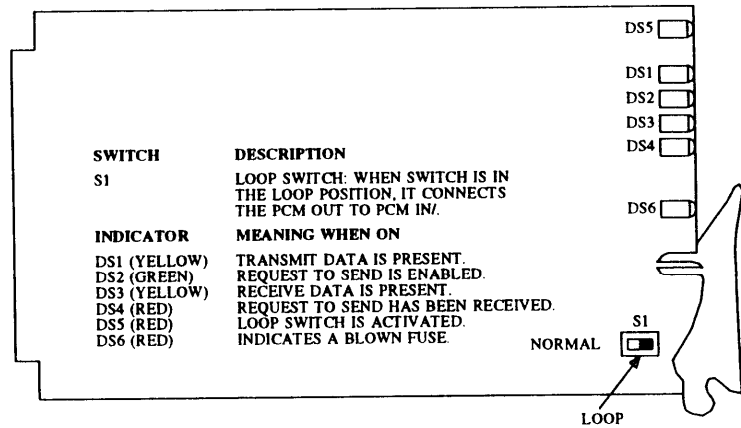 DS5
DS1
DS2
DS3
DS4
SWITCH DESCRIPTION
S1 LOOP SWITCH: WHEN SWITCH IS IN
THE LOOP POSITION, IT CONNECTS
THE PCM OUT TO PCM IN/.
DS6
INDICATOR MEANING WHEN ON
DS1 (YELLOW) TRANSMIT DATA IS PRESENT.
DS2 (GREEN) REQUEST TO SEND IS ENABLED.
DS3 (YELLOW) RECEIVE DATA IS PRESENT.
DS4 (RED) REQUEST TO SEND HAS BEEN RECEIVED.
DS5 (RED) LOOP SWITCH IS ACTIVATED.
DS6 (RED) INDICATES A BLOWN FUSE.
S1
NORMAL
LOOP